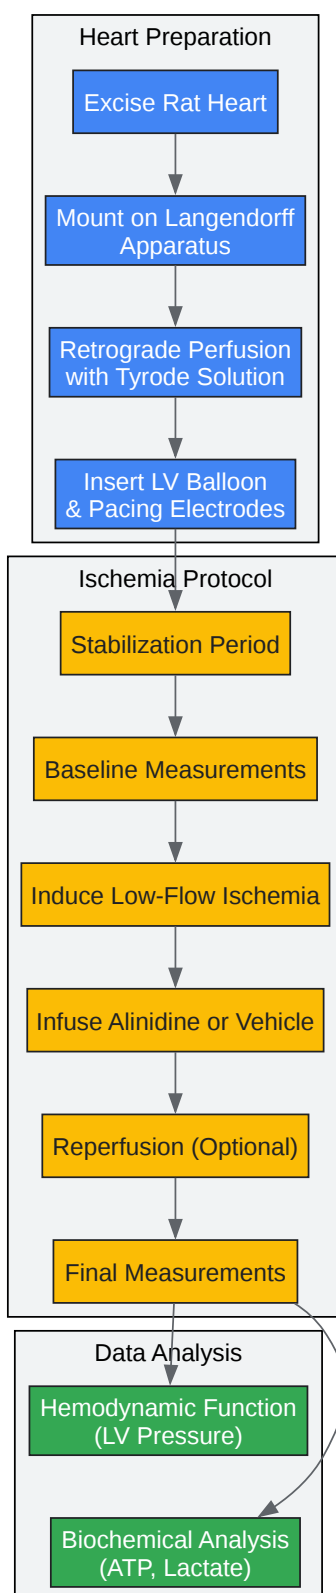 Heart Preparation
Excise Rat Heart
Mount on Langendorff
Apparatus
Retrograde Perfusion
with Tyrode Solution
Insert LV Balloon
& Pacing Electrodes
Ischemia Protocol
Stabilization Period
Baseline Measurements
Induce Low-Flow Ischemia
Infuse Alinidine or Vehicle
Reperfusion (Optional)
Final Measurements
Data Analysis
Hemodynamic Function
(LV Pressure)
Biochemical Analysis
(ATP, Lactate)